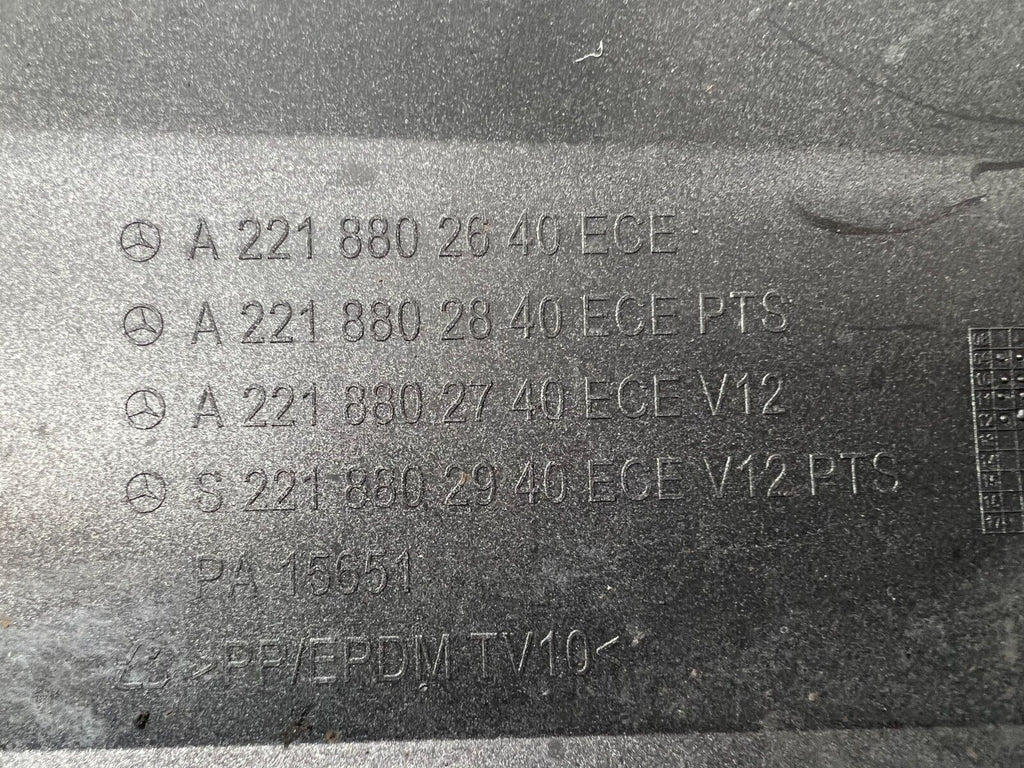 A 221 880 26 40 ECE
A 221 880 28 40 ECE PTS
A 221 880 27 40 ECE V12
S 221 880 29 40 ECE V12 PTS
PA 15651
>PP/EPDM TV10<